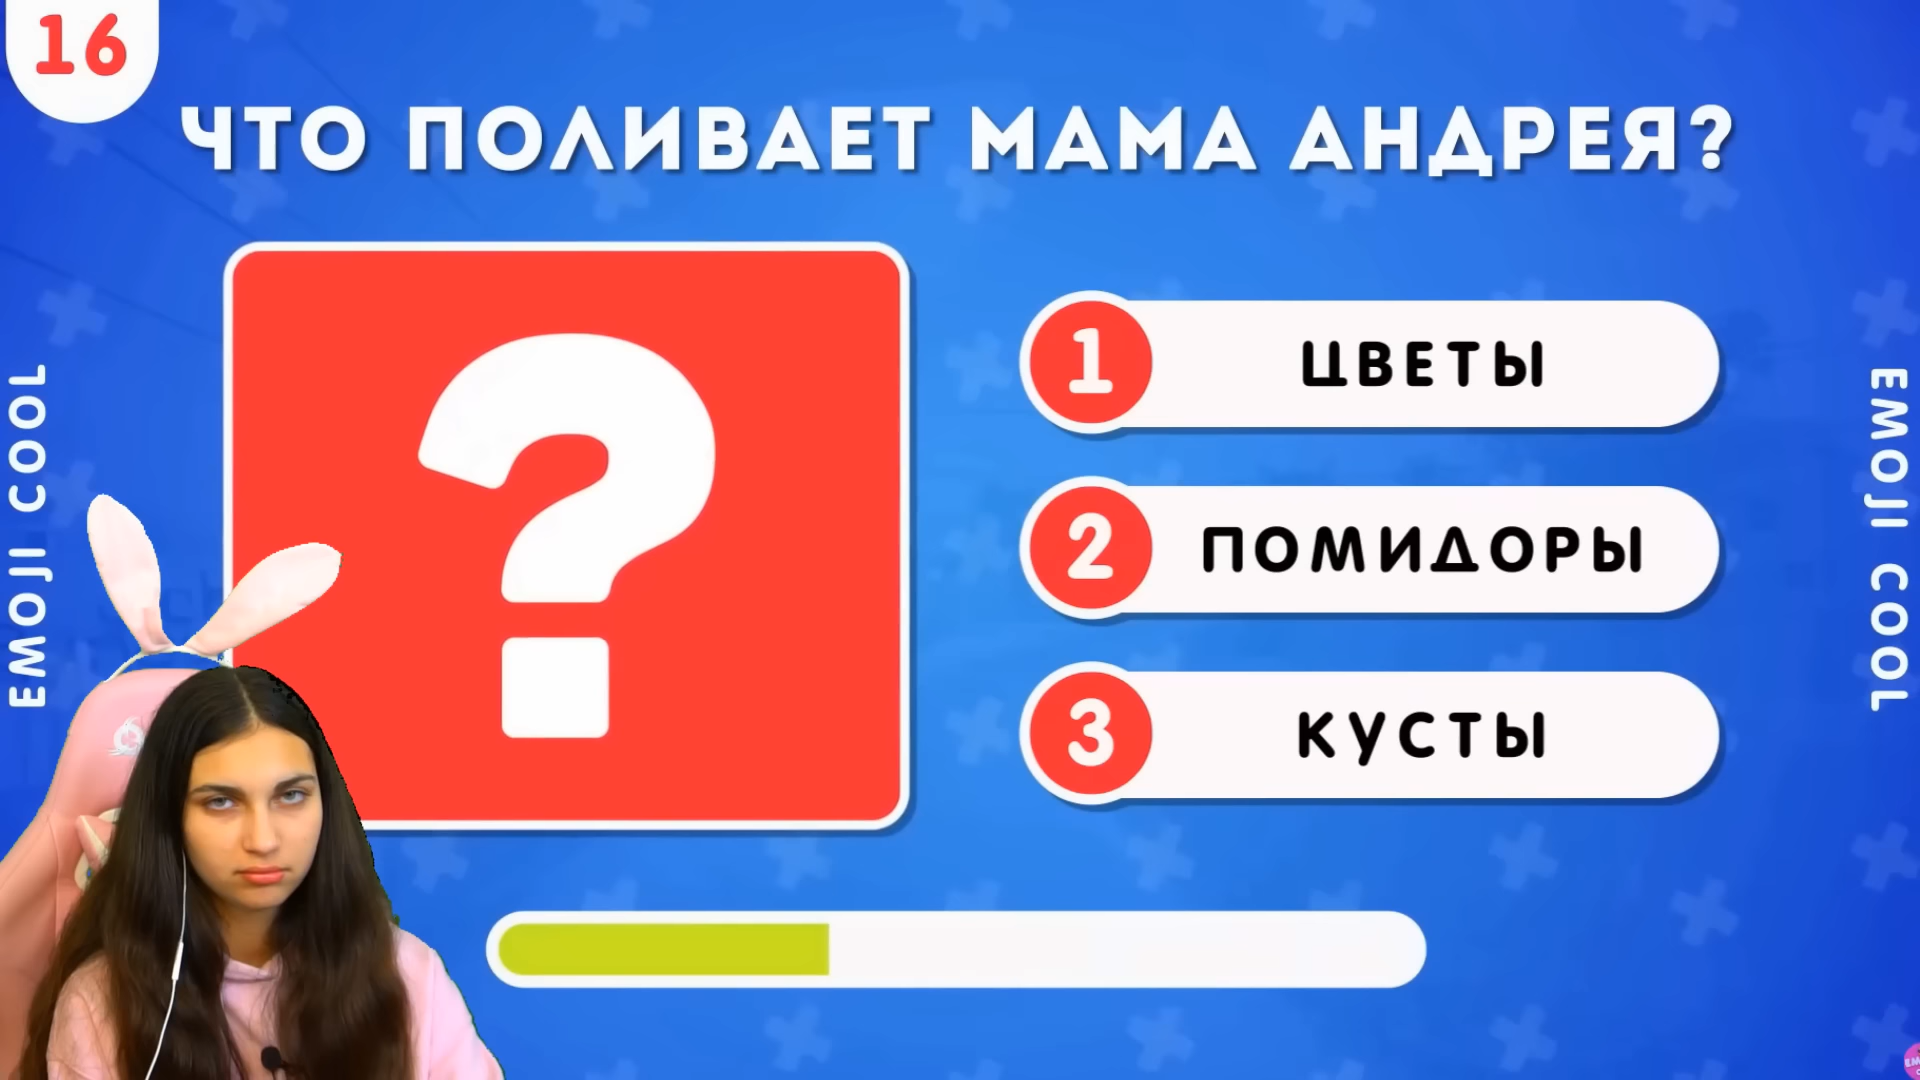 16
ЧТО ПОЛИВАЕТ МАМА АНДРЕЯ?
1 ЦВЕТЫ
2 ПОМИДОРЫ
3 КУСТЫ
EMOJI COOL
EMOJI COOL